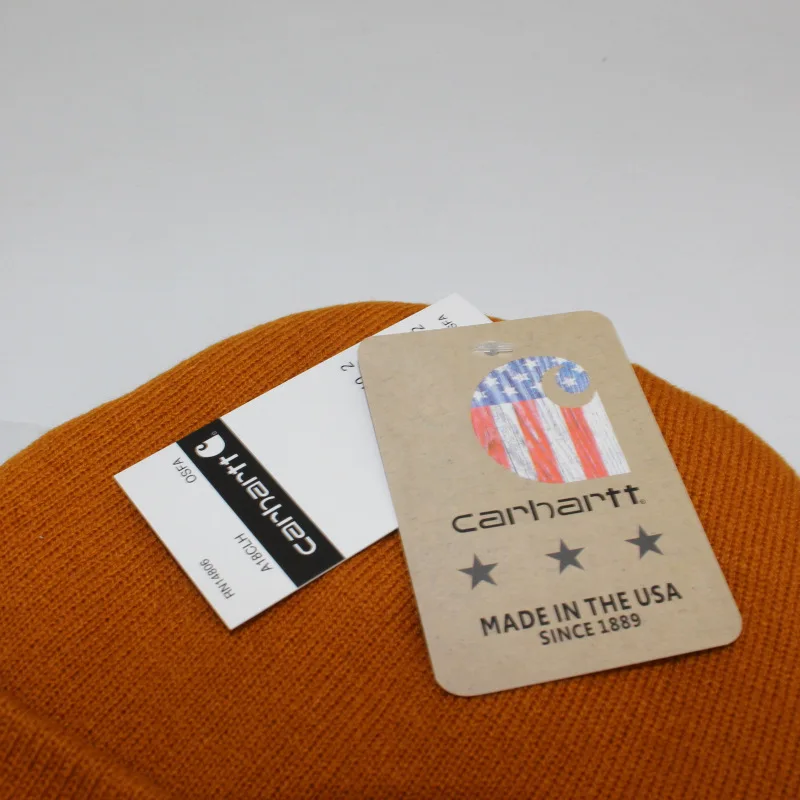 carhartt
MADE IN THE USA
SINCE 1889
OSFA
carhartt
A18CLH
RN14806